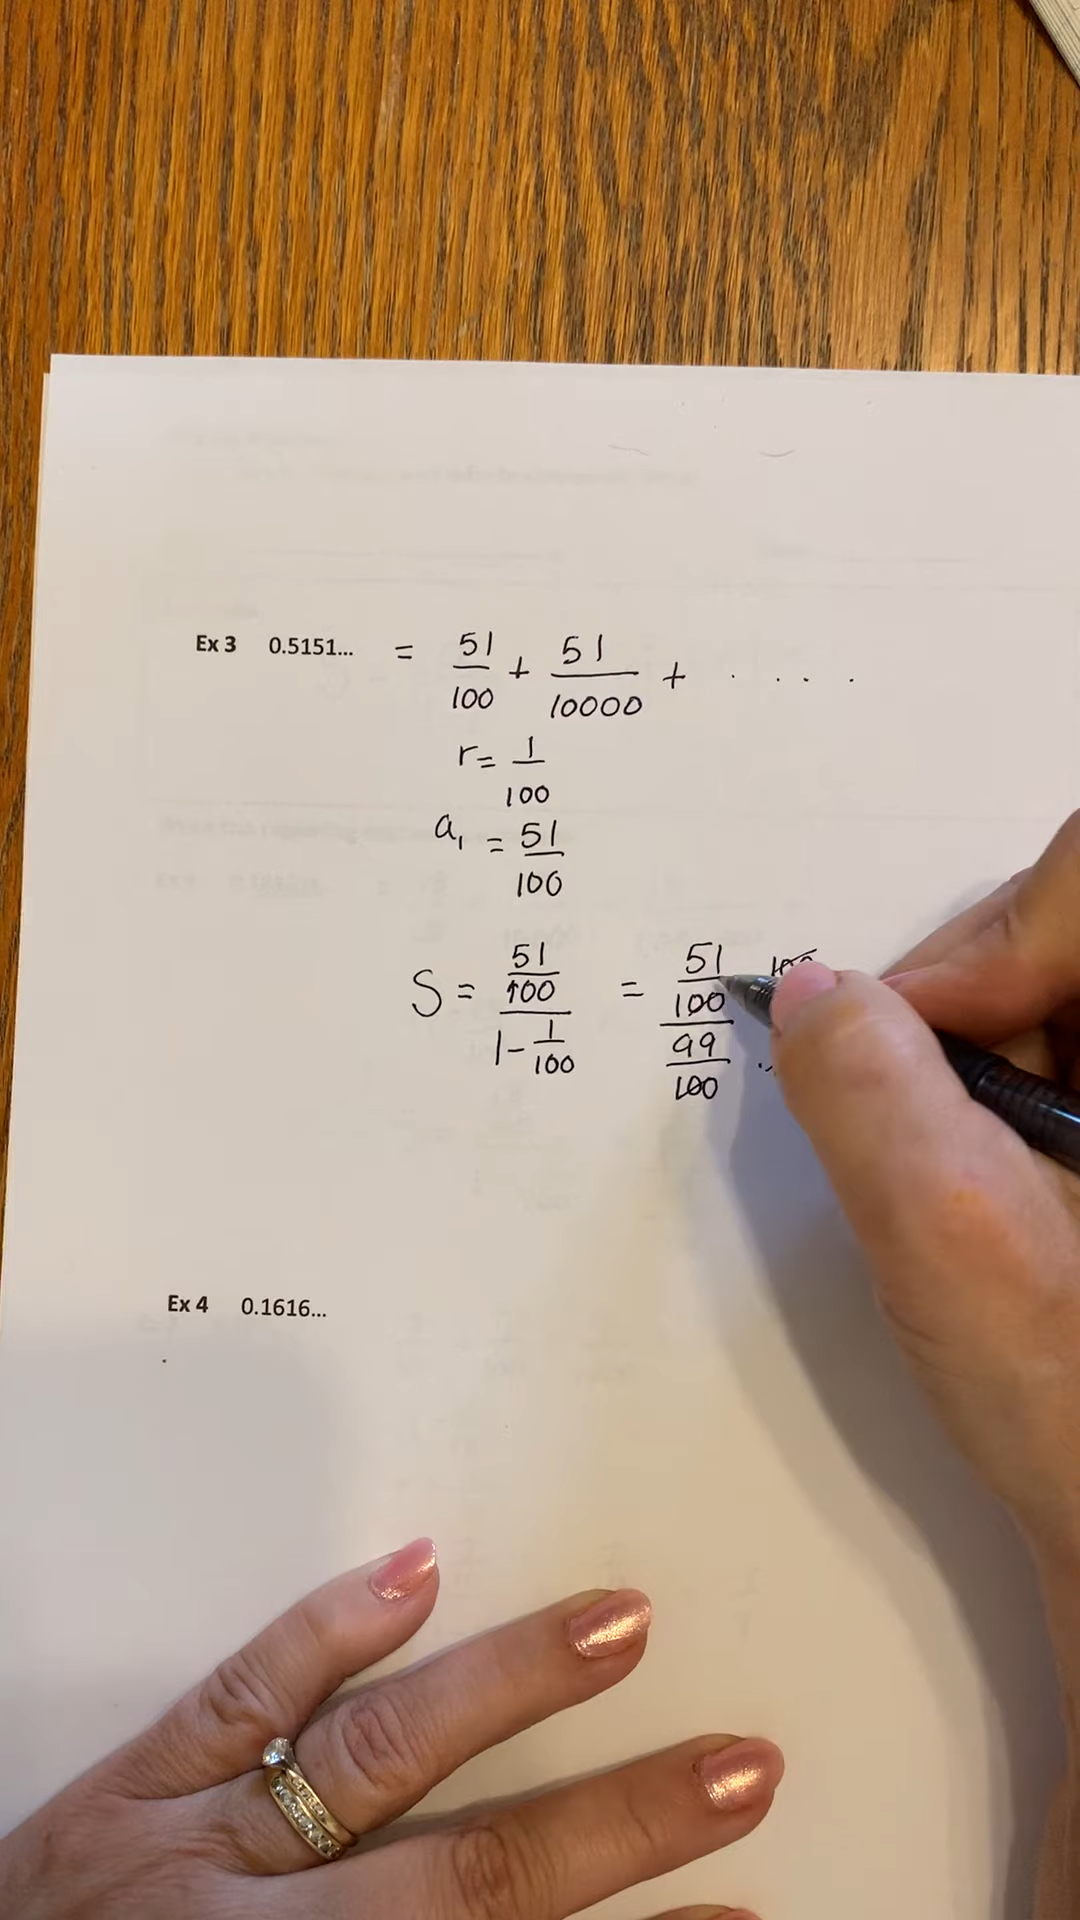 Ex 3 0.5151... = 51/100 + 51/10000 + . . . .
r = 1/100
a₁ = 51/100
S = (51/100)/(1 - 1/100) = (51/100)/(99/100) 100
Ex 4 0.1616...